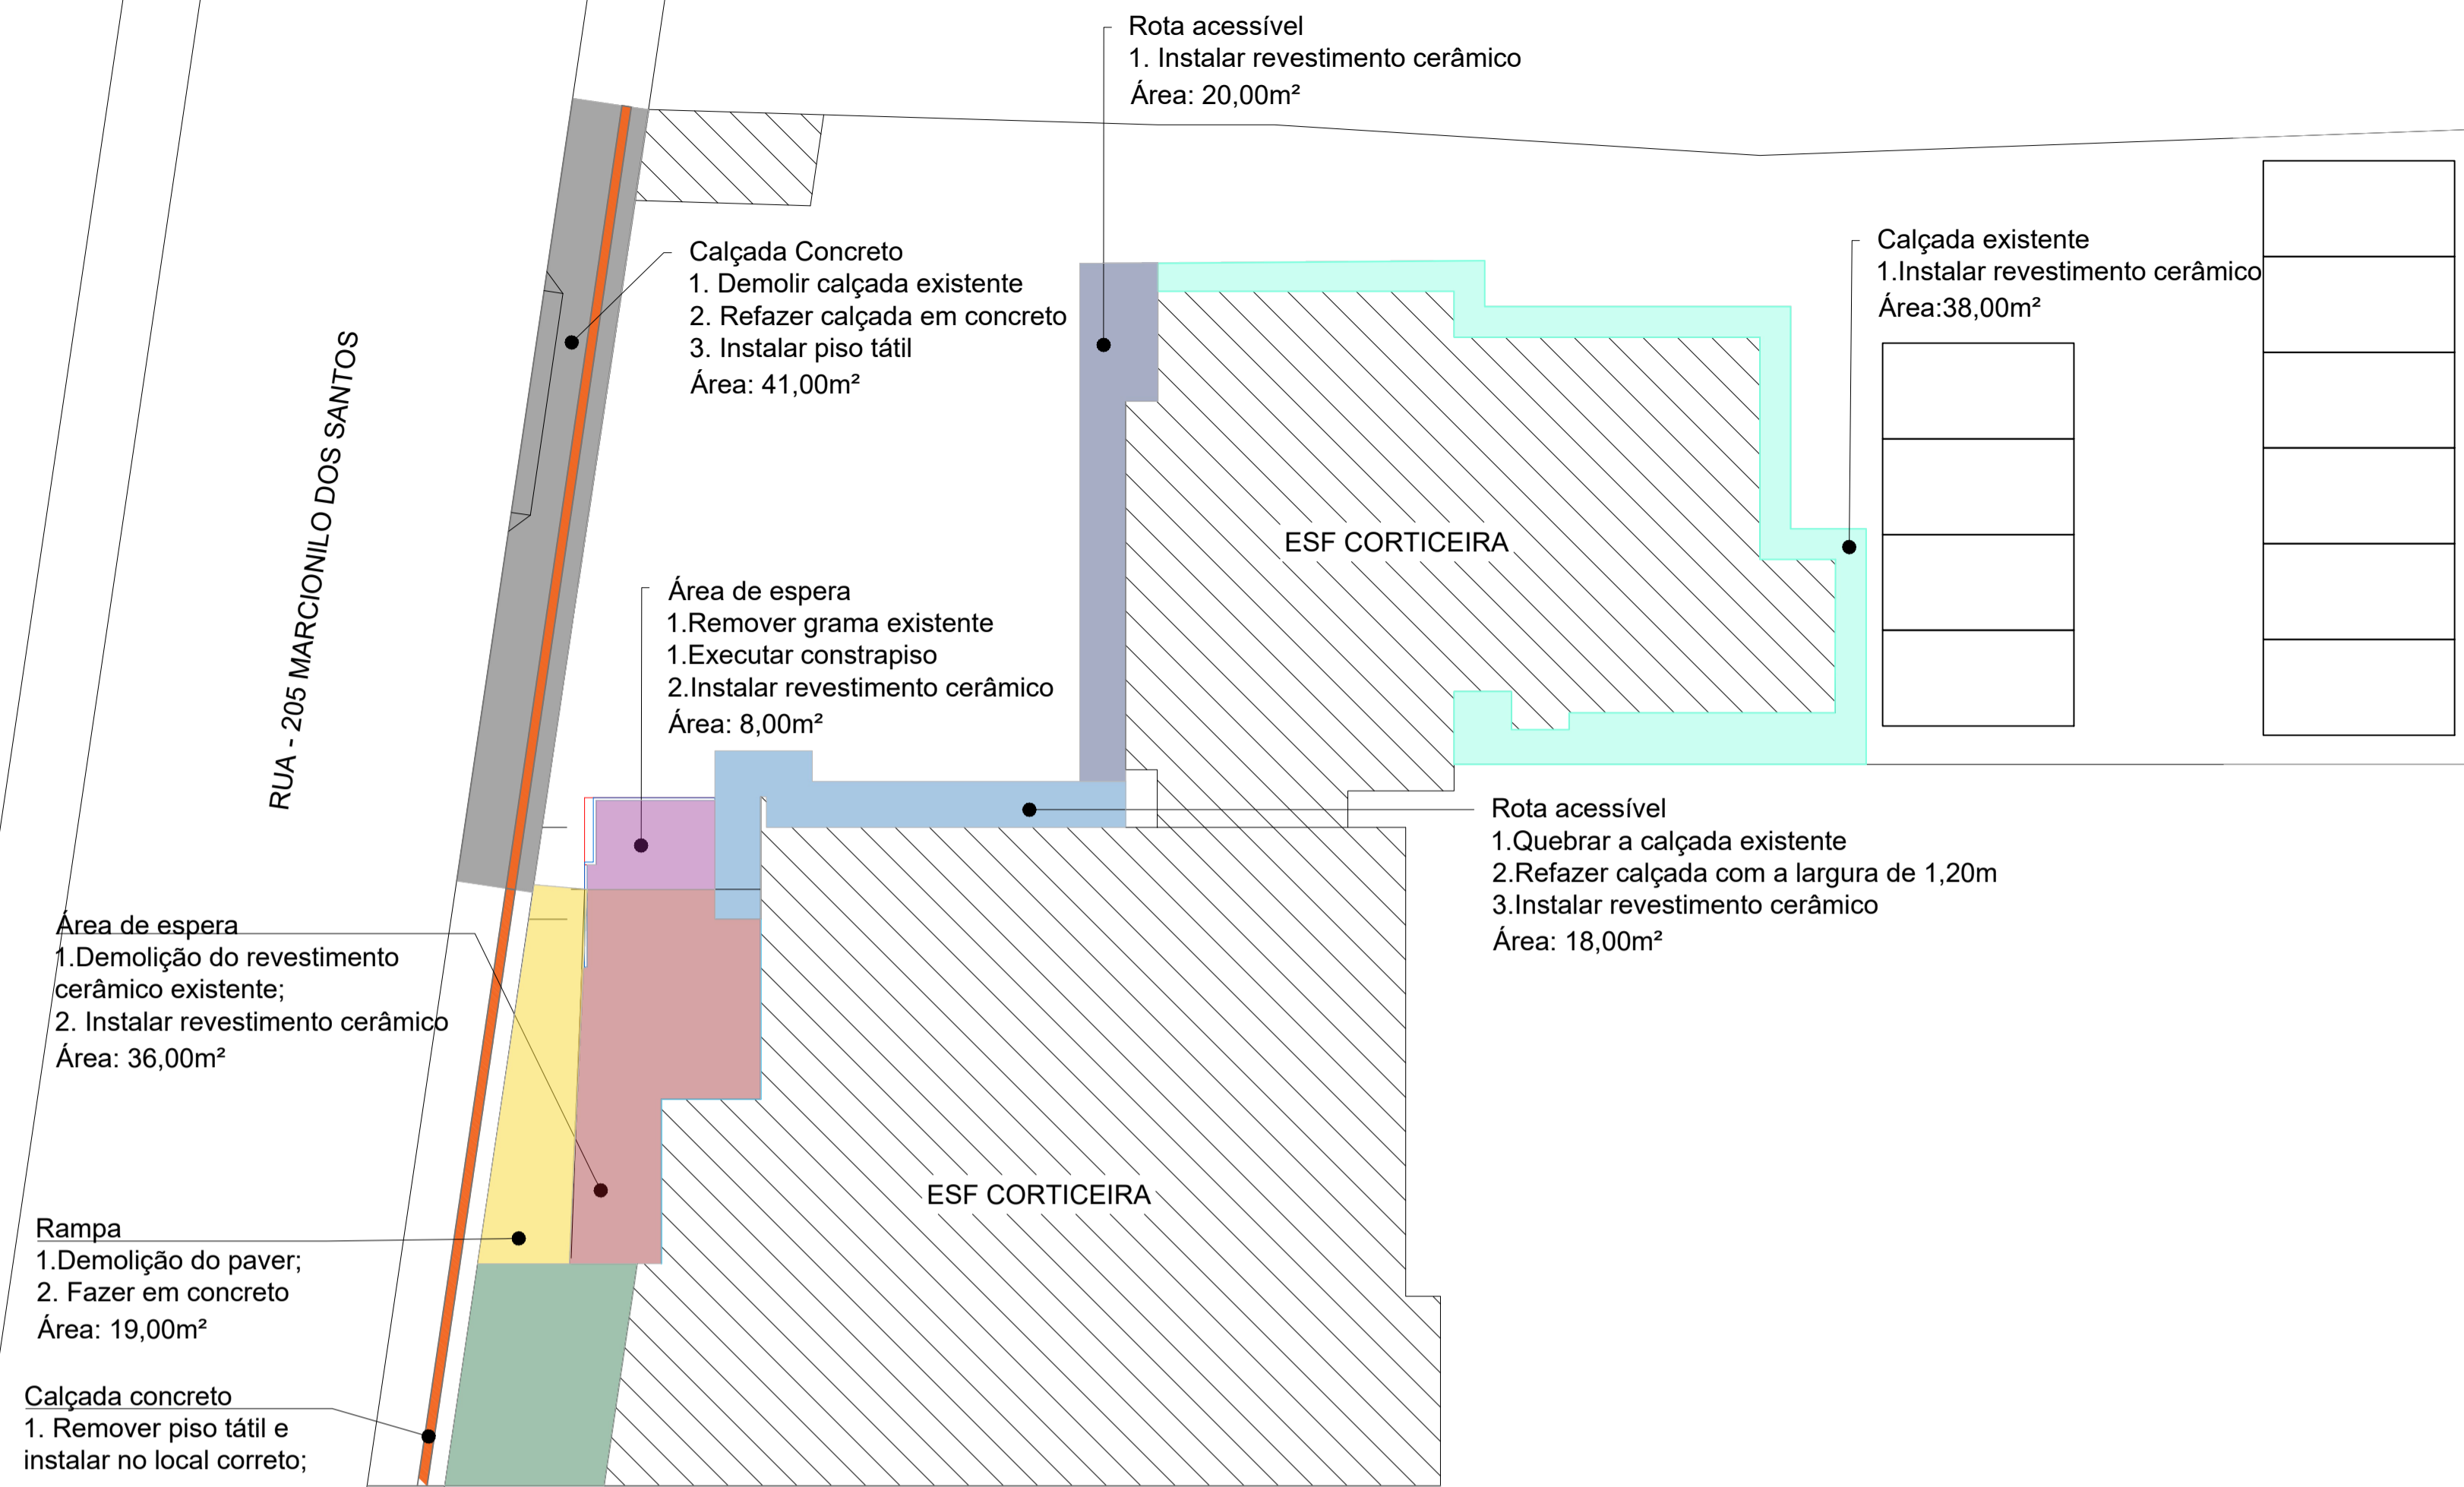 Rota acessível
1. Instalar revestimento cerâmico
Área: 20,00m²
Calçada Concreto
1. Demolir calçada existente
2. Refazer calçada em concreto
3. Instalar piso tátil
Área: 41,00m²
Calçada existente
1.Instalar revestimento cerâmico
Área:38,00m²
RUA - 205 MARCIONILO DOS SANTOS
ESF CORTICEIRA
Área de espera
1.Remover grama existente
1.Executar constrapiso
2.Instalar revestimento cerâmico
Área: 8,00m²
Rota acessível
1.Quebrar a calçada existente
2.Refazer calçada com a largura de 1,20m
3.Instalar revestimento cerâmico
Área: 18,00m²
Área de espera
1.Demolição do revestimento
cerâmico existente;
2. Instalar revestimento cerâmico
Área: 36,00m²
ESF CORTICEIRA
Rampa
1.Demolição do paver;
2. Fazer em concreto
Área: 19,00m²
Calçada concreto
1. Remover piso tátil e
instalar no local correto;